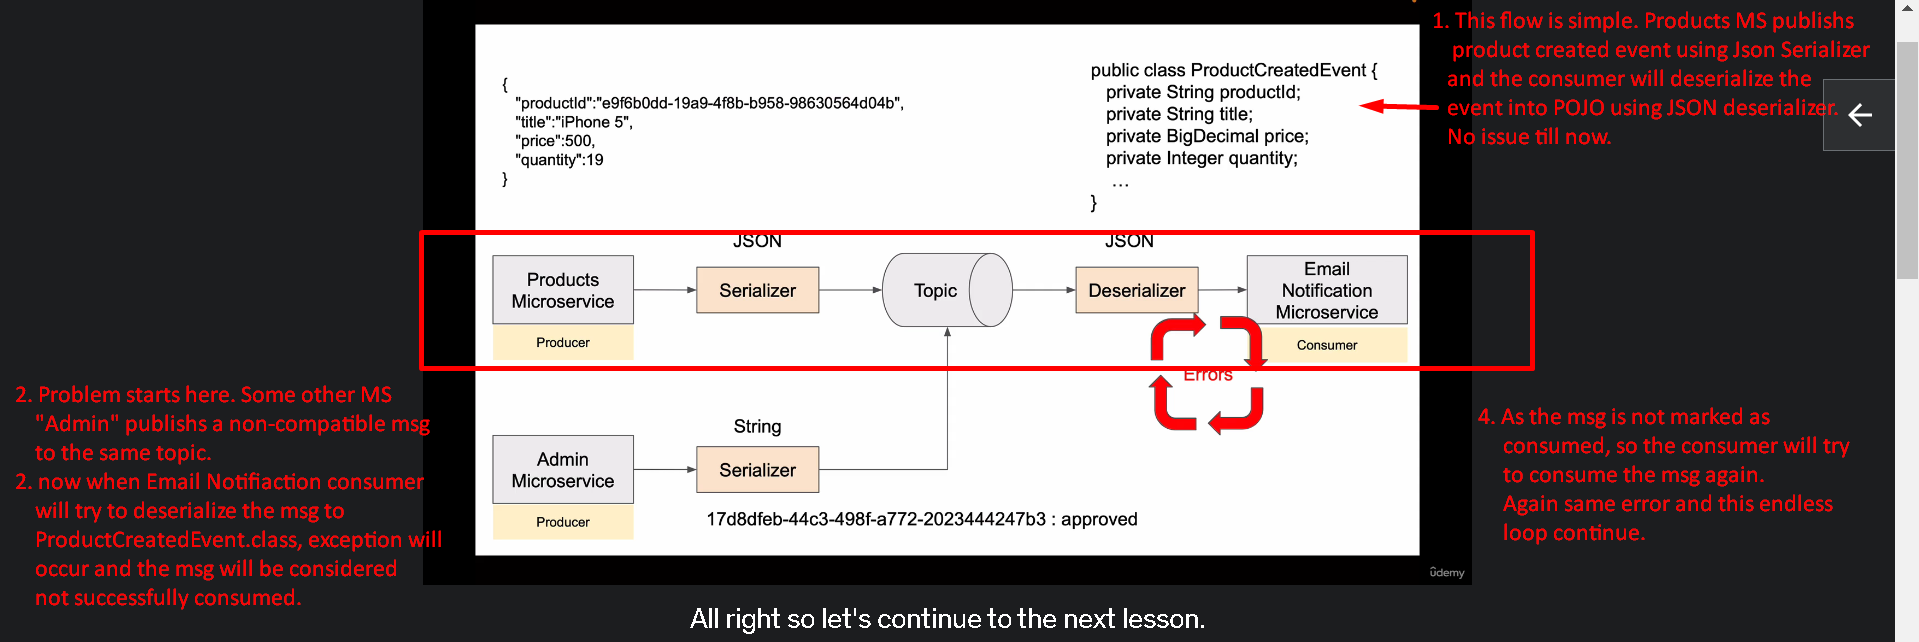 1. This flow is simple. Products MS publishs
product created event using Json Serializer
and the consumer will deserialize the
event into POJO using JSON deserializer.
No issue till now.
{
"productId":"e9f6b0dd-19a9-4f8b-b958-98630564d04b",
"title":"iPhone 5",
"price":500,
"quantity":19
}
public class ProductCreatedEvent {
private String productId;
private String title;
private BigDecimal price;
private Integer quantity;
...
}
JSON
JSON
Products
Microservice
Producer
Serializer
Topic
Deserializer
Email
Notification
Microservice
Consumer
Errors
2. Problem starts here. Some other MS
"Admin" publishs a non-compatible msg
to the same topic.
2. now when Email Notifiaction consumer
will try to deserialize the msg to
ProductCreatedEvent.class, exception will
occur and the msg will be considered
not successfully consumed.
String
Admin
Microservice
Producer
Serializer
17d8dfeb-44c3-498f-a772-2023444247b3 : approved
4. As the msg is not marked as
consumed, so the consumer will try
to consume the msg again.
Again same error and this endless
loop continue.
ûdemy
All right so let's continue to the next lesson.